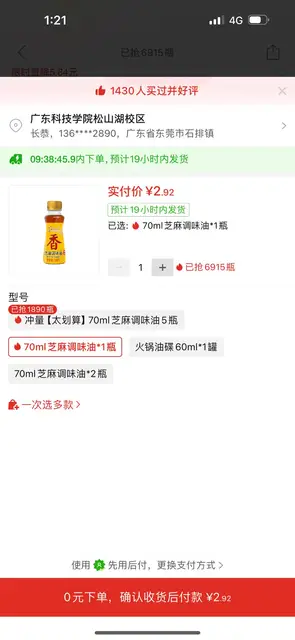 1:21
4G
已抢6915瓶
1430人买过并好评
广东科技学院松山湖校区
长恭，136****2890，广东省东莞市石排镇
09:38:45.9内下单，预计19小时内发货
实付价 ¥2.92
预计19小时内发货
已选: 70ml芝麻调味油*1瓶
香
1
已抢6915瓶
型号
已抢1890瓶
冲量【太划算】70ml芝麻调味油5瓶
70ml芝麻调味油*1瓶
火锅油碟60ml*1罐
70ml芝麻调味油*2瓶
一次选多款
使用 先用后付，更换支付方式
0元下单，确认收货后付款 ¥2.92